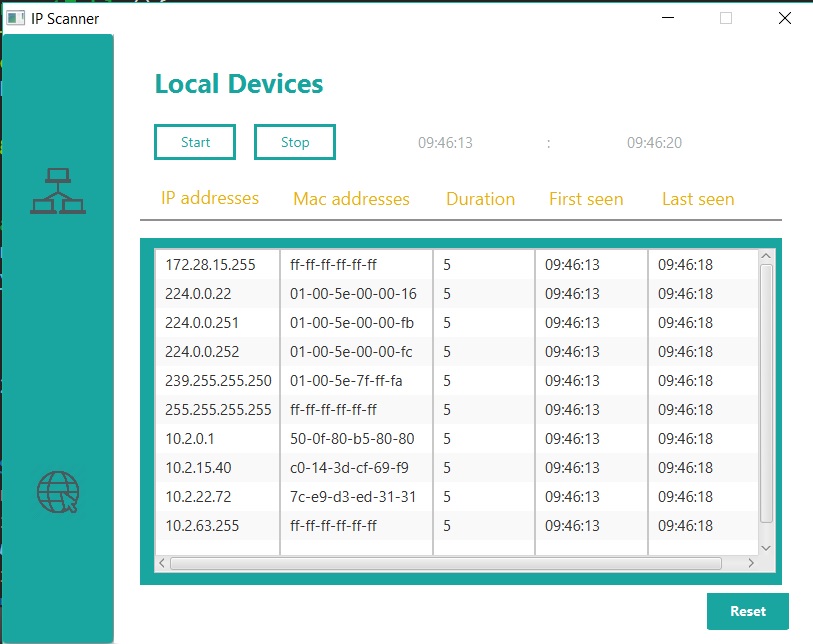 IP Scanner
Local Devices
Start Stop 09:46:13 : 09:46:20
IP addresses Mac addresses Duration First seen Last seen
172.28.15.255 ff-ff-ff-ff-ff-ff 5 09:46:13 09:46:18
224.0.0.22 01-00-5e-00-00-16 5 09:46:13 09:46:18
224.0.0.251 01-00-5e-00-00-fb 5 09:46:13 09:46:18
224.0.0.252 01-00-5e-00-00-fc 5 09:46:13 09:46:18
239.255.255.250 01-00-5e-7f-ff-fa 5 09:46:13 09:46:18
255.255.255.255 ff-ff-ff-ff-ff-ff 5 09:46:13 09:46:18
10.2.0.1 50-0f-80-b5-80-80 5 09:46:13 09:46:18
10.2.15.40 c0-14-3d-cf-69-f9 5 09:46:13 09:46:18
10.2.22.72 7c-e9-d3-ed-31-31 5 09:46:13 09:46:18
10.2.63.255 ff-ff-ff-ff-ff-ff 5 09:46:13 09:46:18
Reset